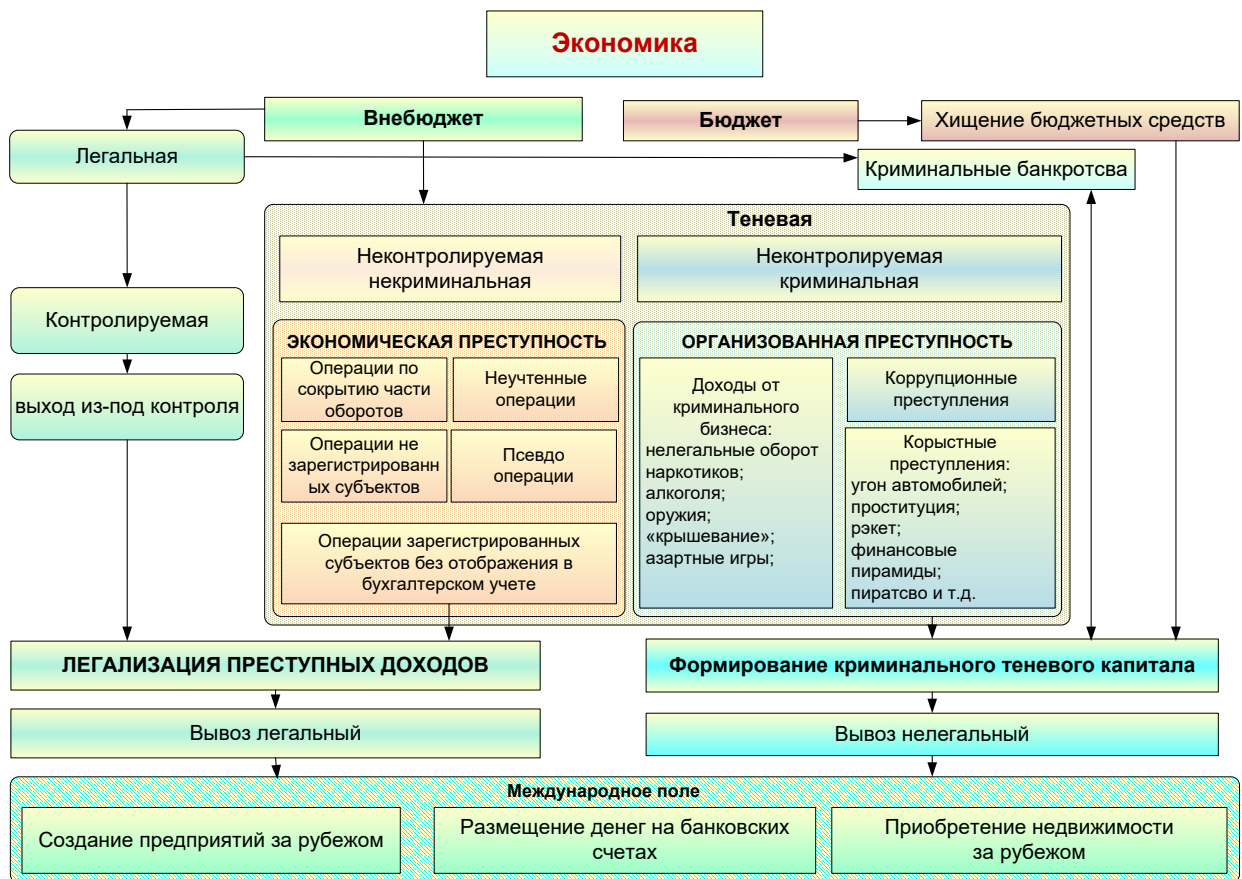 Экономика
Внебюджет
Бюджет
Хищение бюджетных средств
Легальная
Криминальные банкротсва
Теневая
Неконтролируемая
некриминальная
Неконтролируемая
криминальная
Контролируемая
выход из-под контроля
ЭКОНОМИЧЕСКАЯ ПРЕСТУПНОСТЬ
Операции по
сокрытию части
оборотов
Неучтенные
операции
Операции не
зарегистрированн
ых субъектов
Псевдо
операции
Операции зарегистрированных
субъектов без отображения в
бухгалтерском учете
ОРГАНИЗОВАННАЯ ПРЕСТУПНОСТЬ
Доходы от
криминального
бизнеса:
нелегальные оборот
наркотиков;
алкоголя;
оружия;
«крышевание»;
азартные игры;
Коррупционные
преступления
Корыстные
преступления:
угон автомобилей;
проституция;
рэкет;
финансовые
пирамиды;
пиратсво и т.д.
ЛЕГАЛИЗАЦИЯ ПРЕСТУПНЫХ ДОХОДОВ
Формирование криминального теневого капитала
Вывоз легальный
Вывоз нелегальный
Международное поле
Создание предприятий за рубежом
Размещение денег на банковских
счетах
Приобретение недвижимости
за рубежом